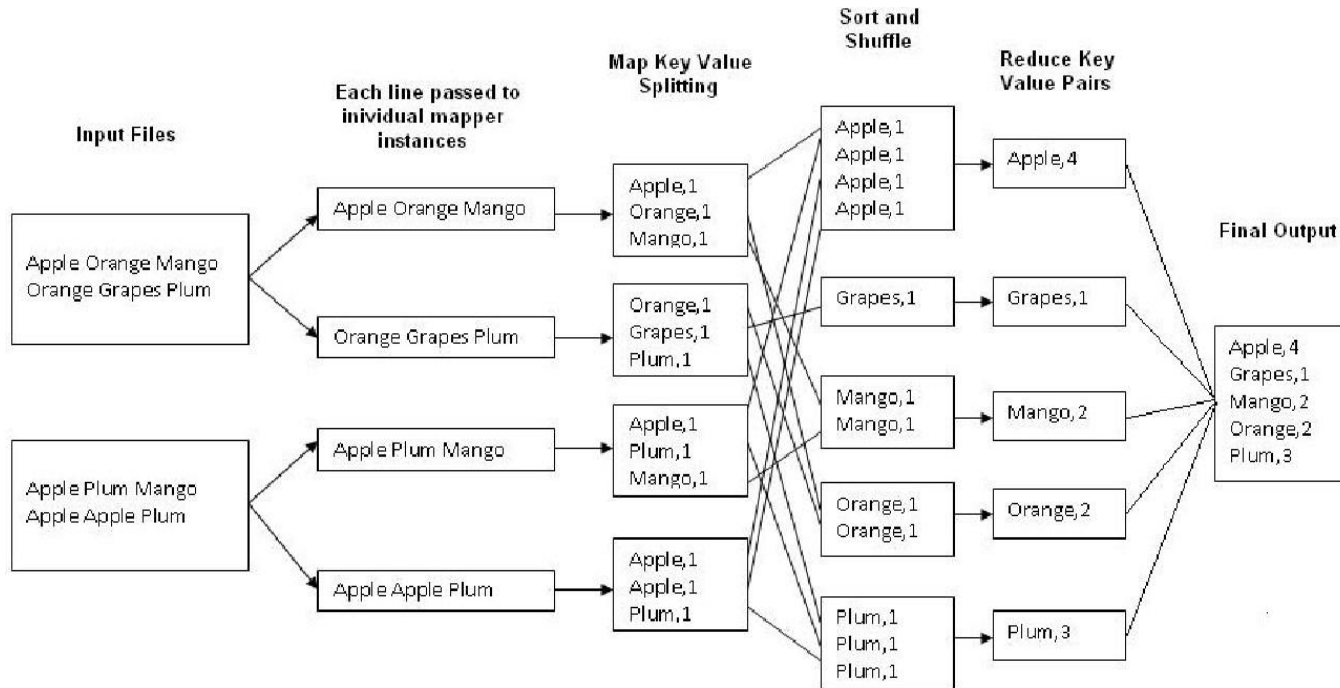 Input Files
Each line passed to
inividual mapper
instances
Map Key Value
Splitting
Sort and
Shuffle
Reduce Key
Value Pairs
Final Output
Apple Orange Mango
Orange Grapes Plum
Apple Plum Mango
Apple Apple Plum
Apple Orange Mango
Orange Grapes Plum
Apple Plum Mango
Apple Apple Plum
Apple,1
Orange,1
Mango,1
Orange,1
Grapes,1
Plum,1
Apple,1
Plum,1
Mango,1
Apple,1
Apple,1
Plum,1
Apple,1
Apple,1
Apple,1
Apple,1
Grapes,1
Mango,1
Mango,1
Orange,1
Orange,1
Plum,1
Plum,1
Plum,1
Apple,4
Grapes,1
Mango,2
Orange,2
Plum,3
Apple,4
Grapes,1
Mango,2
Orange,2
Plum,3